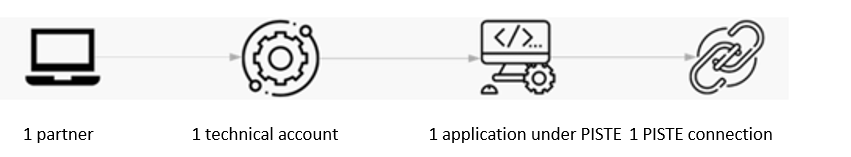 </>...
1 partner
1 technical account
1 application under PISTE
1 PISTE connection